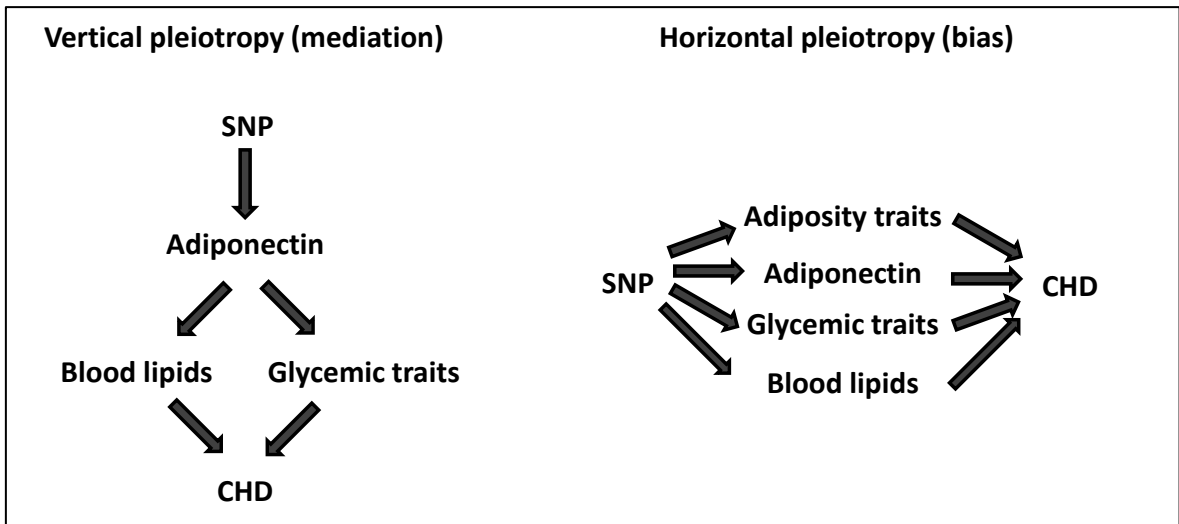 Vertical pleiotropy (mediation)
SNP
Adiponectin
Blood lipids
Glycemic traits
CHD
Horizontal pleiotropy (bias)
SNP
Adiposity traits
Adiponectin
Glycemic traits
Blood lipids
CHD